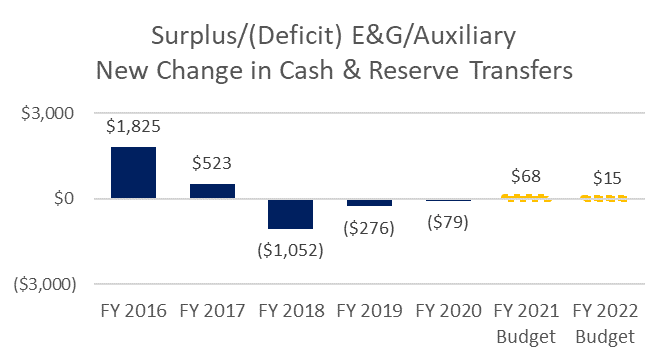 Surplus/(Deficit) E&G/Auxiliary
New Change in Cash & Reserve Transfers
$3,000
$1,825
$523
$68
$15
$0
($276)
($79)
($1,052)
($3,000)
FY 2016 FY 2017 FY 2018 FY 2019 FY 2020 FY 2021 FY 2022
Budget Budget